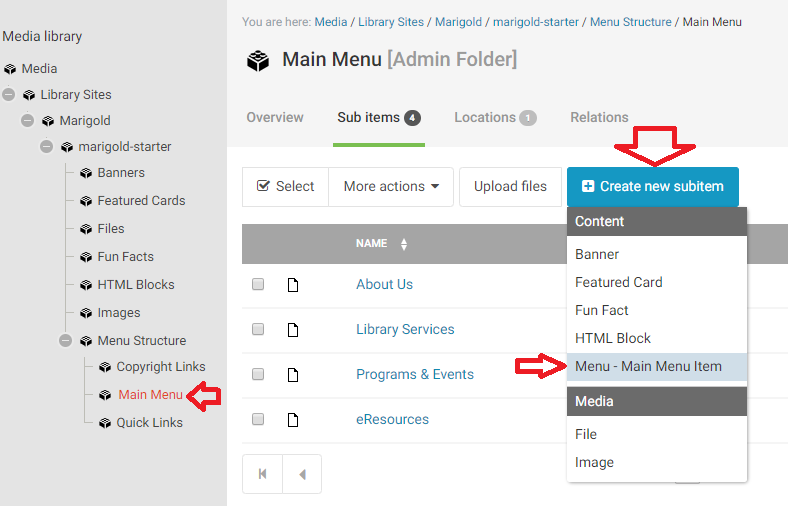 Media library
Media
Library Sites
Marigold
marigold-starter
Banners
Featured Cards
Files
Fun Facts
HTML Blocks
Images
Menu Structure
Copyright Links
Main Menu
Quick Links
You are here: Media / Library Sites / Marigold / marigold-starter / Menu Structure / Main Menu
Main Menu [Admin Folder]
Overview Sub items 4 Locations 1 Relations
Select More actions Upload files Create new subitem
NAME
About Us
Library Services
Programs & Events
eResources
Content
Banner
Featured Card
Fun Fact
HTML Block
Menu - Main Menu Item
Media
File
Image